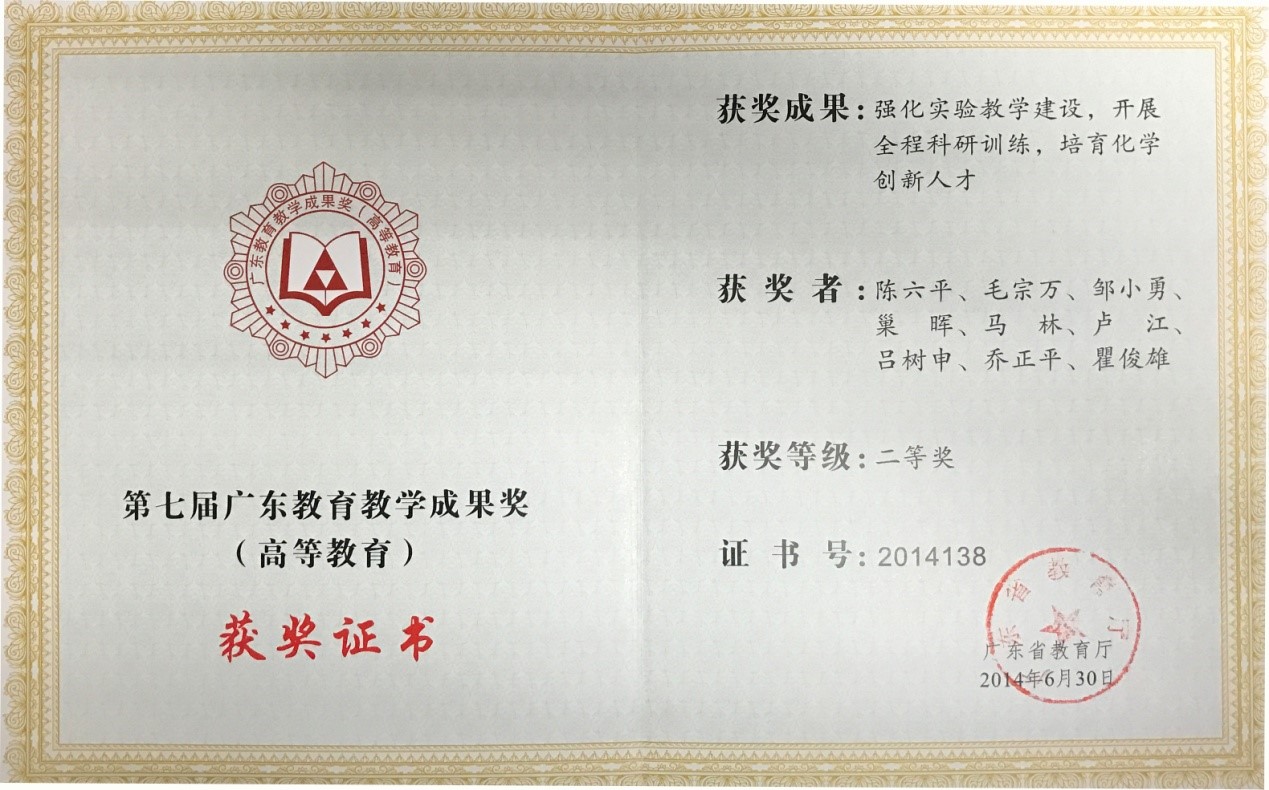 广东教育教学成果奖（高等教育）
第七届广东教育教学成果奖
（高等教育）
获奖证书
获奖成果：强化实验教学建设，开展
全程科研训练，培育化学
创新人才
获奖者：陈六平、毛宗万、邹小勇、
巢晖、马林、卢江、
吕树申、乔正平、瞿俊雄
获奖等级：二等奖
证书号：2014138
广东省教育厅
2014年6月30日
东省教育厅